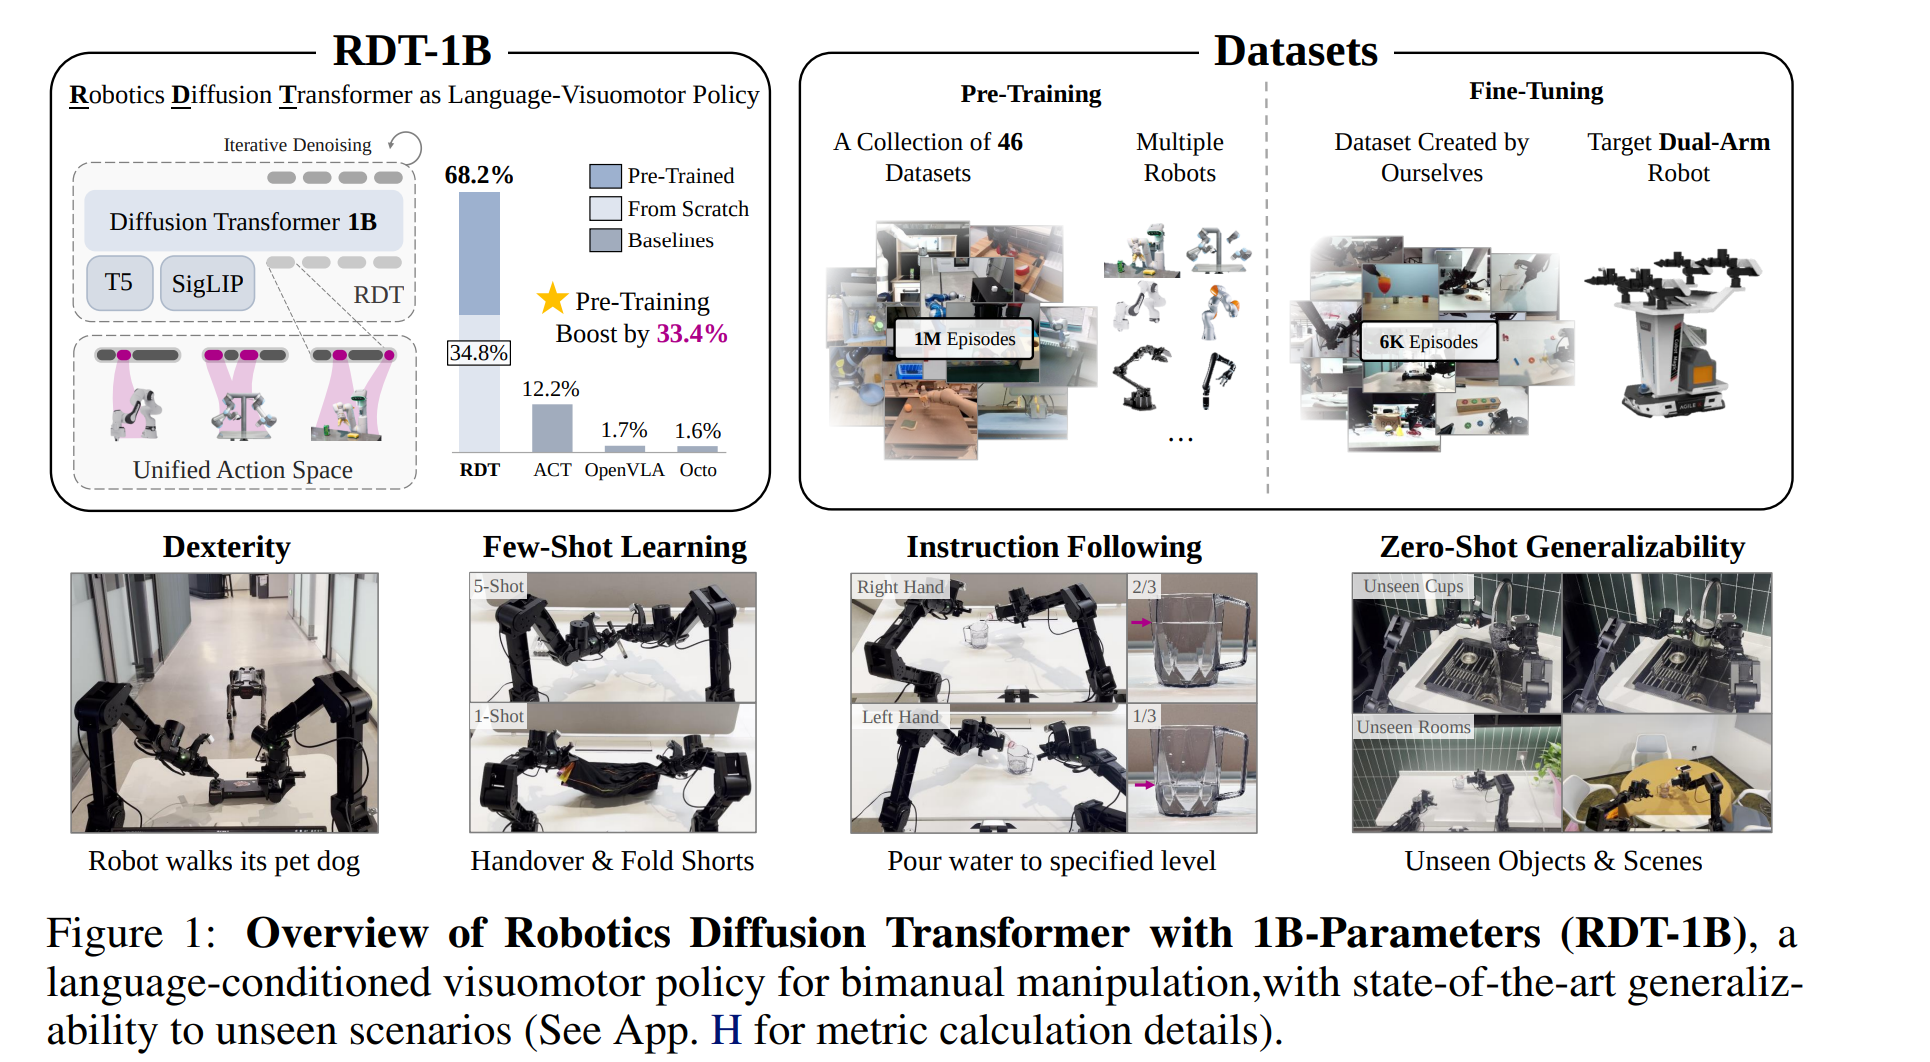 RDT-1B
Robotics Diffusion Transformer as Language-Visuomotor Policy
Iterative Denoising
Diffusion Transformer 1B
T5
SigLIP
RDT
Unified Action Space
68.2%
34.8%
12.2%
1.7%
1.6%
RDT
ACT
OpenVLA
Octo
Pre-Trained
From Scratch
Baselines
Pre-Training
Boost by 33.4%
Datasets
Pre-Training
A Collection of 46
Datasets
Multiple
Robots
1M Episodes
...
Fine-Tuning
Dataset Created by
Ourselves
Target Dual-Arm
Robot
6K Episodes
AGILE
Dexterity
Robot walks its pet dog
Few-Shot Learning
5-Shot
1-Shot
Handover & Fold Shorts
Instruction Following
Right Hand
2/3
Left Hand
1/3
Pour water to specified level
Zero-Shot Generalizability
Unseen Cups
Unseen Rooms
Unseen Objects & Scenes
Figure 1: Overview of Robotics Diffusion Transformer with 1B-Parameters (RDT-1B), a
language-conditioned visuomotor policy for bimanual manipulation,with state-of-the-art generaliz-
ability to unseen scenarios (See App. H for metric calculation details).